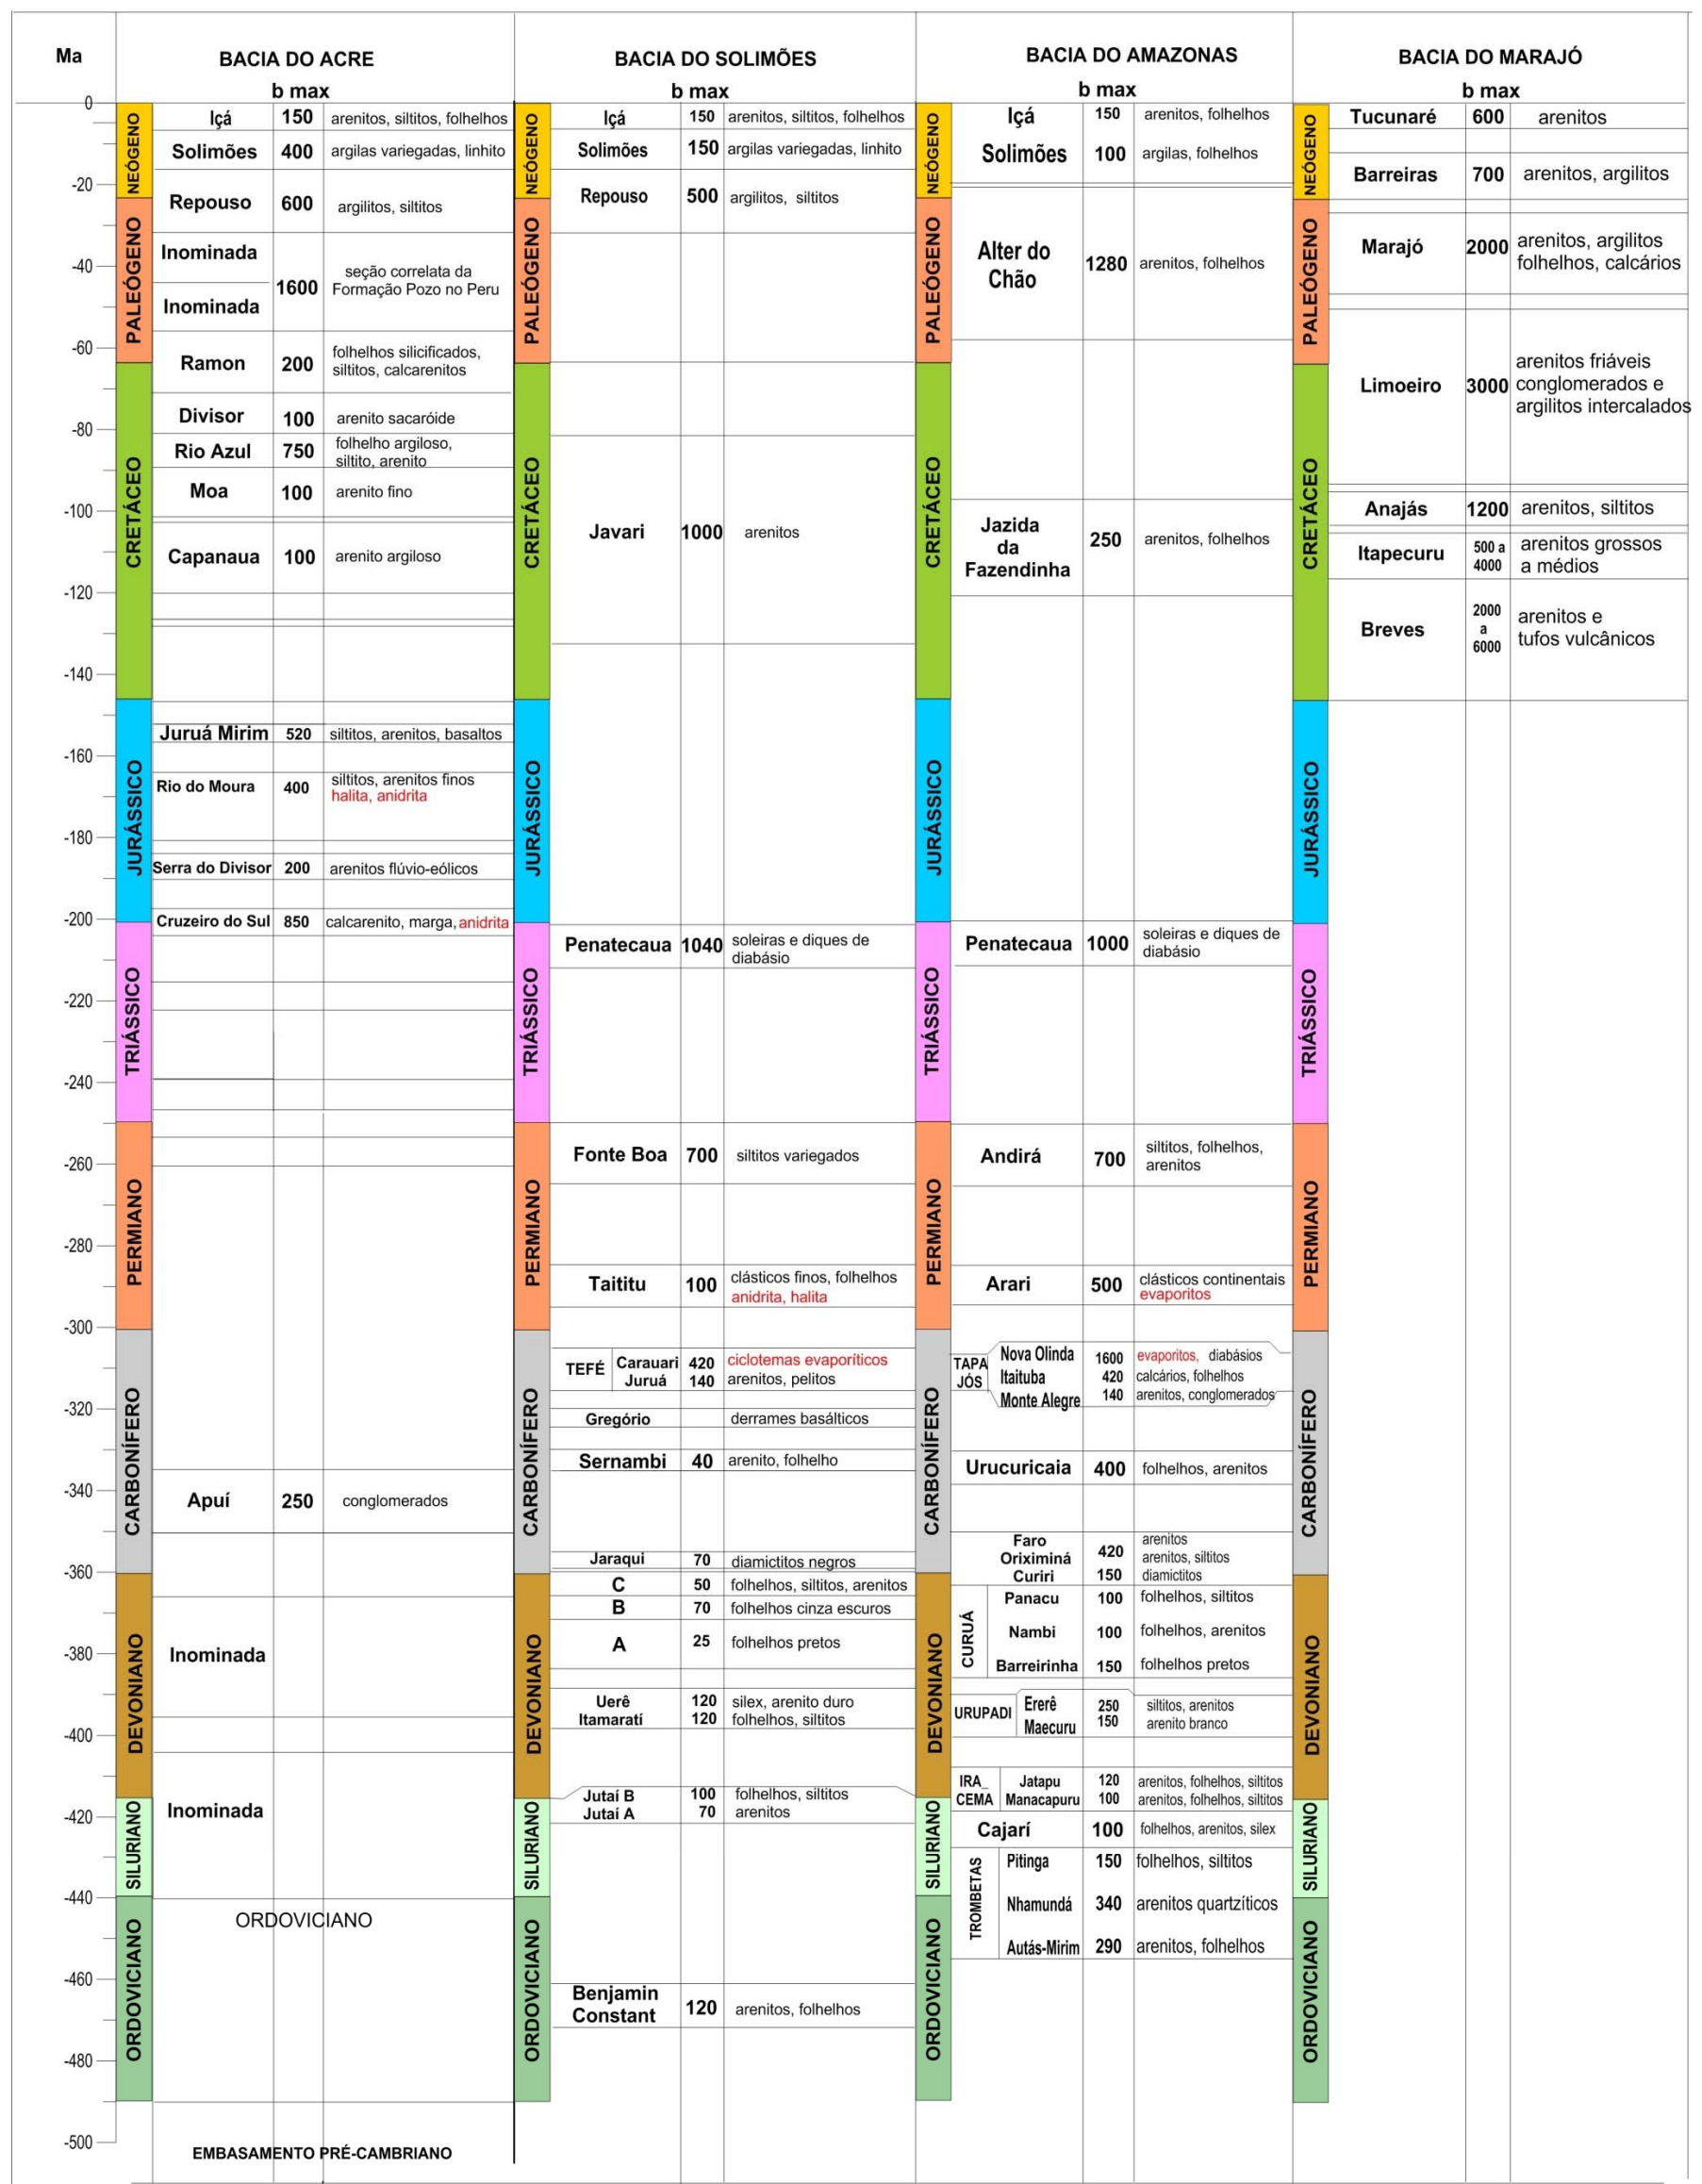 Ma
0
-20
-40
-60
-80
-100
-120
-140
-160
-180
-200
-220
-240
-260
-280
-300
-320
-340
-360
-380
-400
-420
-440
-460
-480
-500
BACIA DO ACRE
b max
NEÓGENO
PALEÓGENO
CRETÁCEO
JURÁSSICO
TRIÁSSICO
PERMIANO
CARBONÍFERO
DEVONIANO
SILURIANO
ORDOVICIANO
Içá 150 arenitos, siltitos, folhelhos
Solimões 400 argilas variegadas, linhito
Repouso 600 argilitos, siltitos
Inominada
Inominada
1600
seção correlata da
Formação Pozo no Peru
Ramon 200
folhelhos silicificados,
siltitos, calcarenitos
Divisor 100 arenito sacaróide
Rio Azul 750
folhelho argiloso,
siltito, arenito
Moa 100 arenito fino
Capanaua 100 arenito argiloso
Juruá Mirim 520 siltitos, arenitos, basaltos
Rio do Moura 400
siltitos, arenitos finos
halita, anidrita
Serra do Divisor 200 arenitos flúvio-eólicos
Cruzeiro do Sul 850 calcarenito, marga, anidrita
Apuí 250 conglomerados
Inominada
Inominada
ORDOVICIANO
EMBASAMENTO PRÉ-CAMBRIANO
BACIA DO SOLIMÕES
b max
NEÓGENO
PALEÓGENO
CRETÁCEO
JURÁSSICO
TRIÁSSICO
PERMIANO
CARBONÍFERO
DEVONIANO
SILURIANO
ORDOVICIANO
Içá 150 arenitos, siltitos, folhelhos
Solimões 150 argilas variegadas, linhito
Repouso 500 argilitos, siltitos
Javari 1000 arenitos
Penatecaua 1040
soleiras e diques de
diabásio
Fonte Boa 700 siltitos variegados
Taititu 100
clásticos finos, folhelhos
anidrita, halita
TEFÉ
Carauari 420 ciclotemas evaporíticos
Juruá 140 arenitos, pelitos
Gregório derrames basálticos
Sernambi 40 arenito, folhelho
Jaraqui 70 diamictitos negros
C 50 folhelhos, siltitos, arenitos
B 70 folhelhos cinza escuros
A 25 folhelhos pretos
Uerê 120 silex, arenito duro
Itamaratí 120 folhelhos, siltitos
Jutaí B 100 folhelhos, siltitos
Jutaí A 70 arenitos
Benjamin
Constant
120 arenitos, folhelhos
BACIA DO AMAZONAS
b max
NEÓGENO
PALEÓGENO
CRETÁCEO
JURÁSSICO
TRIÁSSICO
PERMIANO
CARBONÍFERO
DEVONIANO
SILURIANO
ORDOVICIANO
Içá 150 arenitos, folhelhos
Solimões 100 argilas, folhelhos
Alter do
Chão
1280 arenitos, folhelhos
Jazida
da
Fazendinha
250 arenitos, folhelhos
Penatecaua 1000
soleiras e diques de
diabásio
Andirá 700
siltitos, folhelhos,
arenitos
Arari 500
clásticos continentais
evaporitos
TAPA
JÓS
Nova Olinda 1600 evaporitos, diabásios
Itaituba 420 calcários, folhelhos
Monte Alegre 140 arenitos, conglomerados
Urucuricaia 400 folhelhos, arenitos
Faro arenitos
Oriximiná 420 arenitos, siltitos
Curiri 150 diamictitos
CURUÁ
Panacu 100 folhelhos, siltitos
Nambi 100 folhelhos, arenitos
Barreirinha 150 folhelhos pretos
URUPADI
Ererê 250 siltitos, arenitos
Maecuru 150 arenito branco
IRA_
CEMA
Jatapu 120 arenitos, folhelhos, siltitos
Manacapuru 100 arenitos, folhelhos, siltitos
Cajarí 100 folhelhos, arenitos, silex
TROMBETAS
Pitinga 150 folhelhos, siltitos
Nhamundá 340 arenitos quartzíticos
Autás-Mirim 290 arenitos, folhelhos
BACIA DO MARAJÓ
b max
NEÓGENO
PALEÓGENO
CRETÁCEO
JURÁSSICO
TRIÁSSICO
PERMIANO
CARBONÍFERO
DEVONIANO
SILURIANO
ORDOVICIANO
Tucunaré 600 arenitos
Barreiras 700 arenitos, argilitos
Marajó 2000
arenitos, argilitos
folhelhos, calcários
Limoeiro 3000
arenitos friáveis
conglomerados e
argilitos intercalados
Anajás 1200 arenitos, siltitos
Itapecuru
500 a
4000
arenitos grossos
a médios
Breves
2000
a
6000
arenitos e
tufos vulcânicos